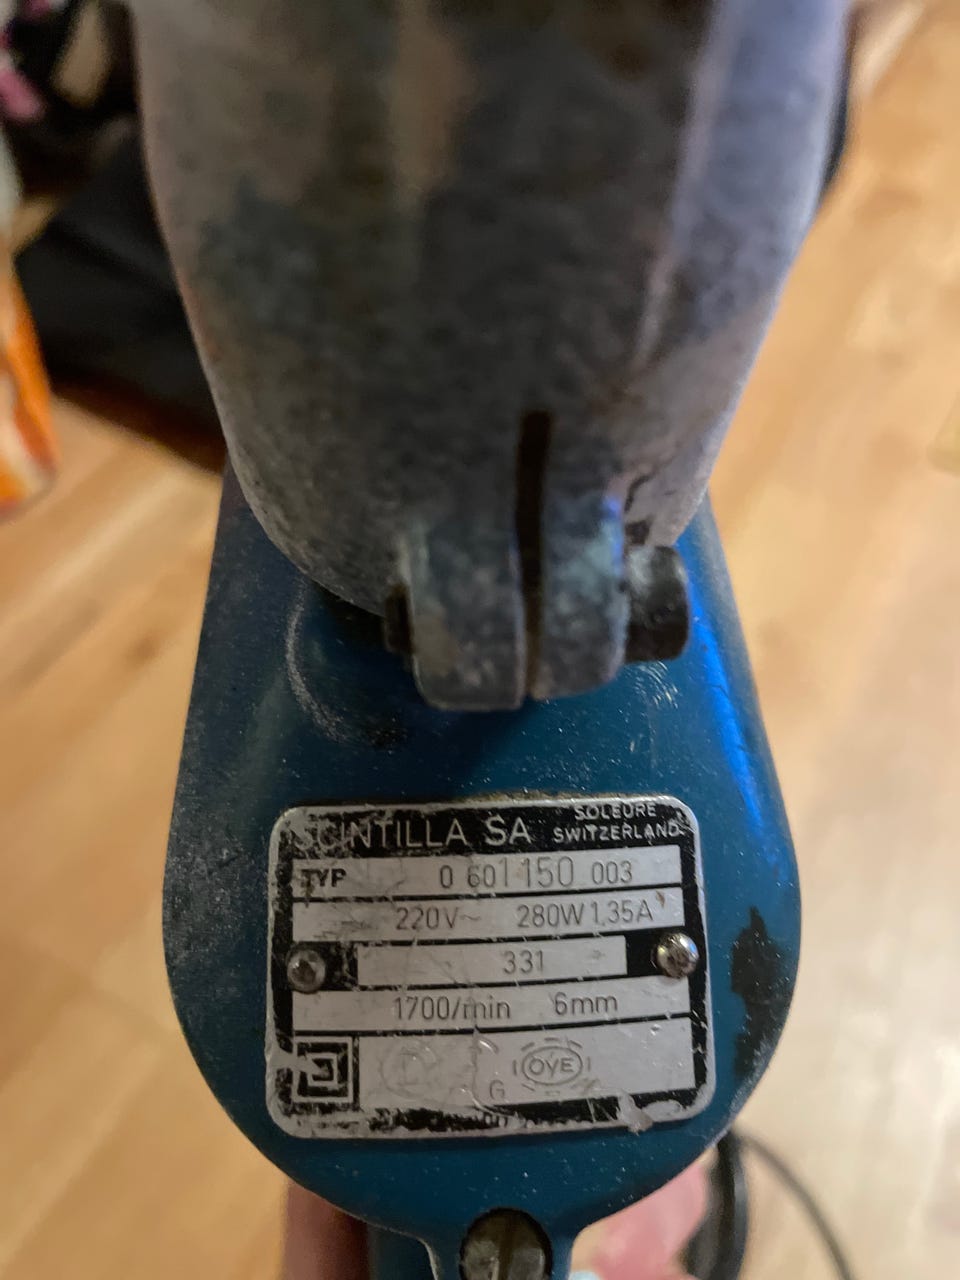 SCINTILLA SA
SOLEURE
SWITZERLAND
TYP 0 601 150 003
220V~ 280W 1,35A
331
1700/min 6mm
G
OVE